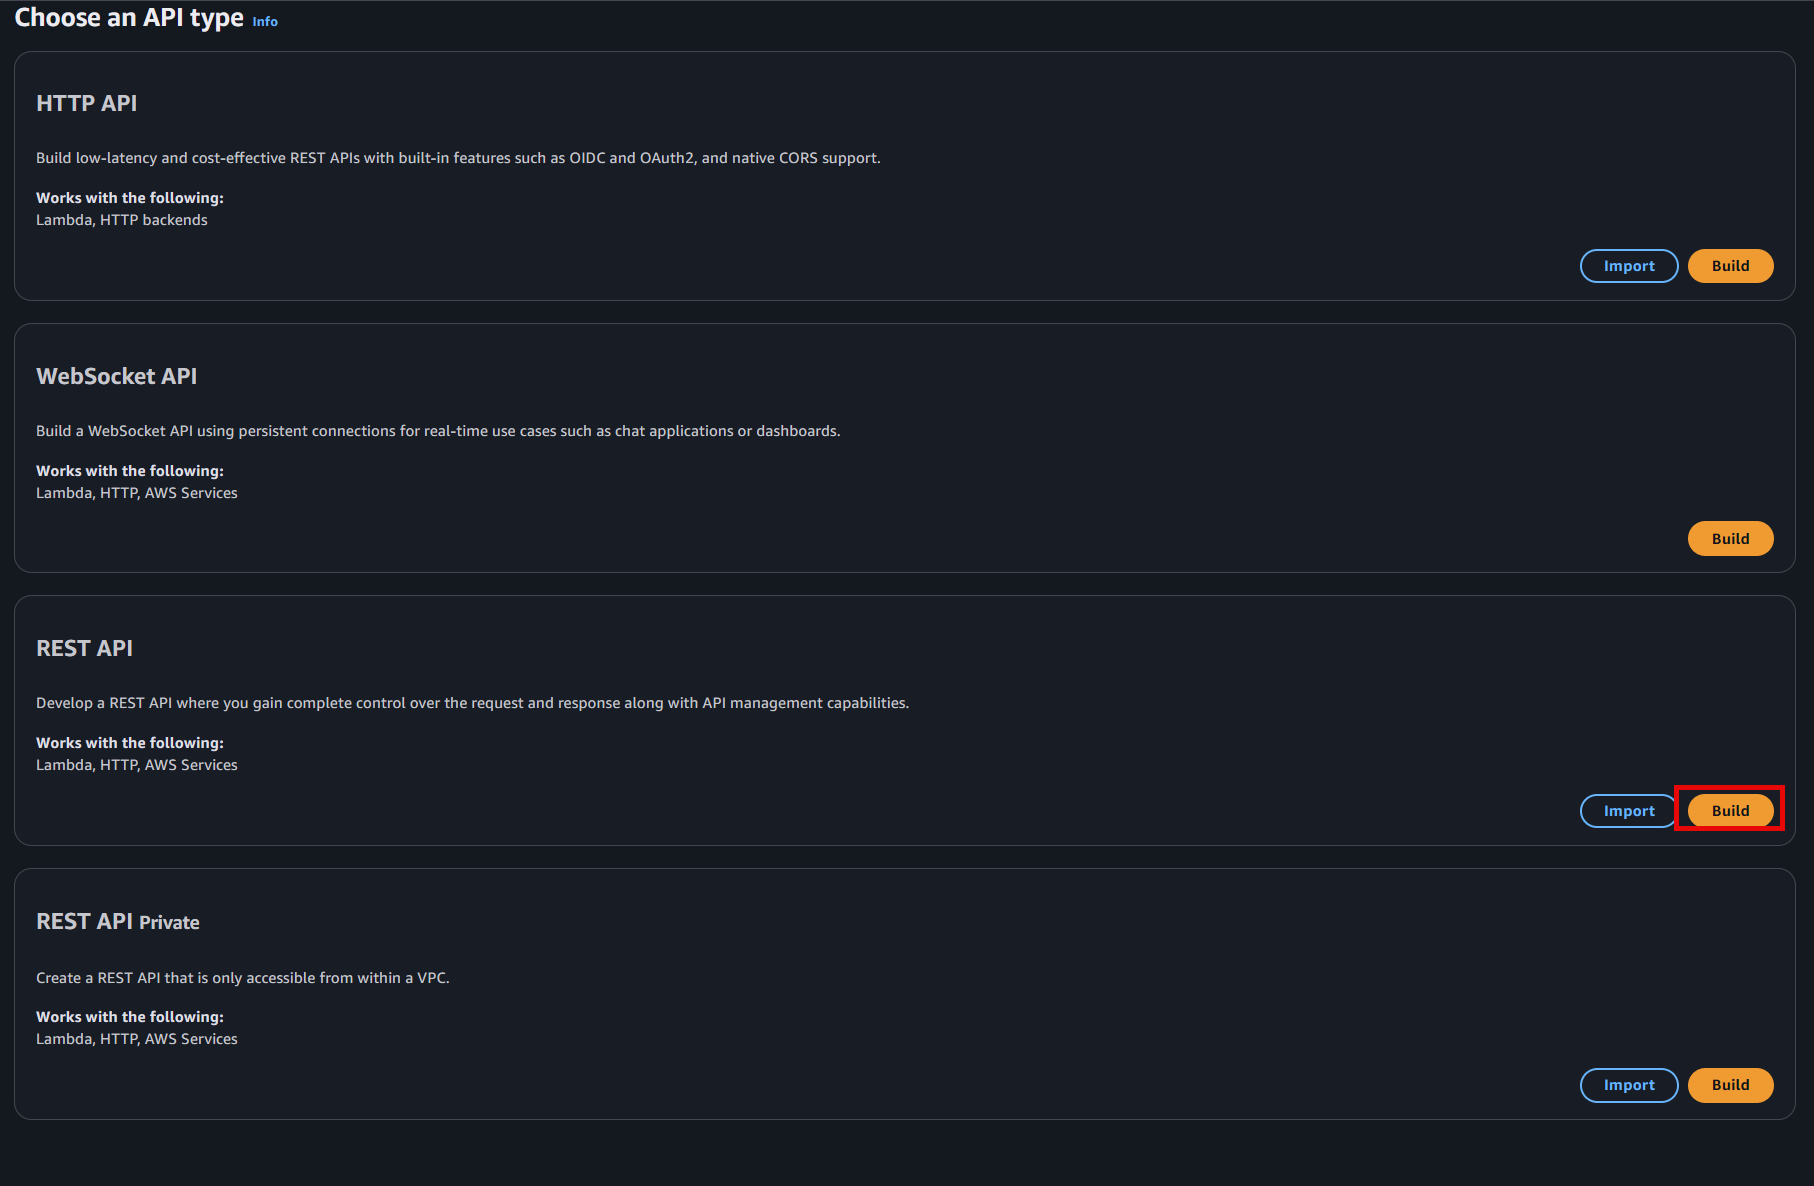 Choose an API type Info
HTTP API
Build low-latency and cost-effective REST APIs with built-in features such as OIDC and OAuth2, and native CORS support.
Works with the following:
Lambda, HTTP backends
Import Build
WebSocket API
Build a WebSocket API using persistent connections for real-time use cases such as chat applications or dashboards.
Works with the following:
Lambda, HTTP, AWS Services
Build
REST API
Develop a REST API where you gain complete control over the request and response along with API management capabilities.
Works with the following:
Lambda, HTTP, AWS Services
Import Build
REST API Private
Create a REST API that is only accessible from within a VPC.
Works with the following:
Lambda, HTTP, AWS Services
Import Build